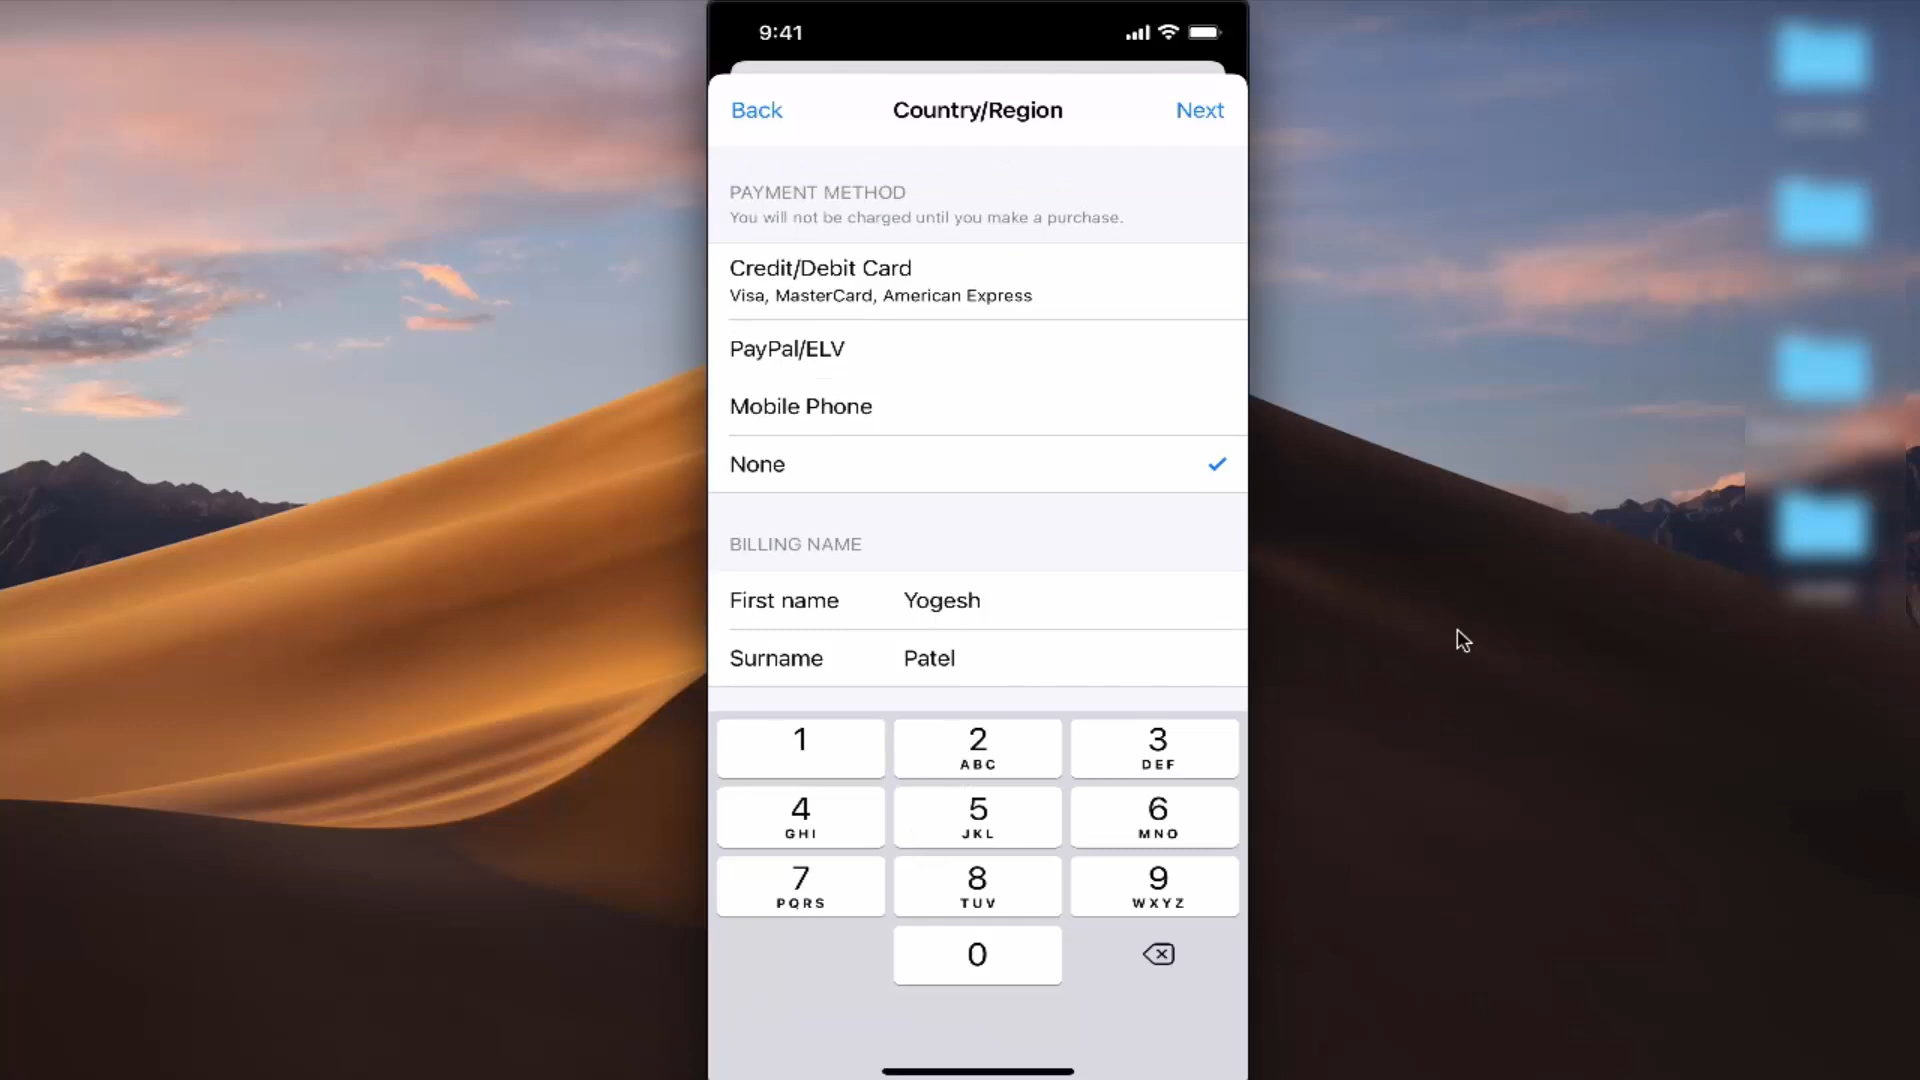 9:41
Back Country/Region Next
PAYMENT METHOD
You will not be charged until you make a purchase.
Credit/Debit Card
Visa, MasterCard, American Express
PayPal/ELV
Mobile Phone
None
BILLING NAME
First name Yogesh
Surname Patel
1 2 3
ABC DEF
4 5 6
GHI JKL MNO
7 8 9
PQRS TUV WXYZ
0